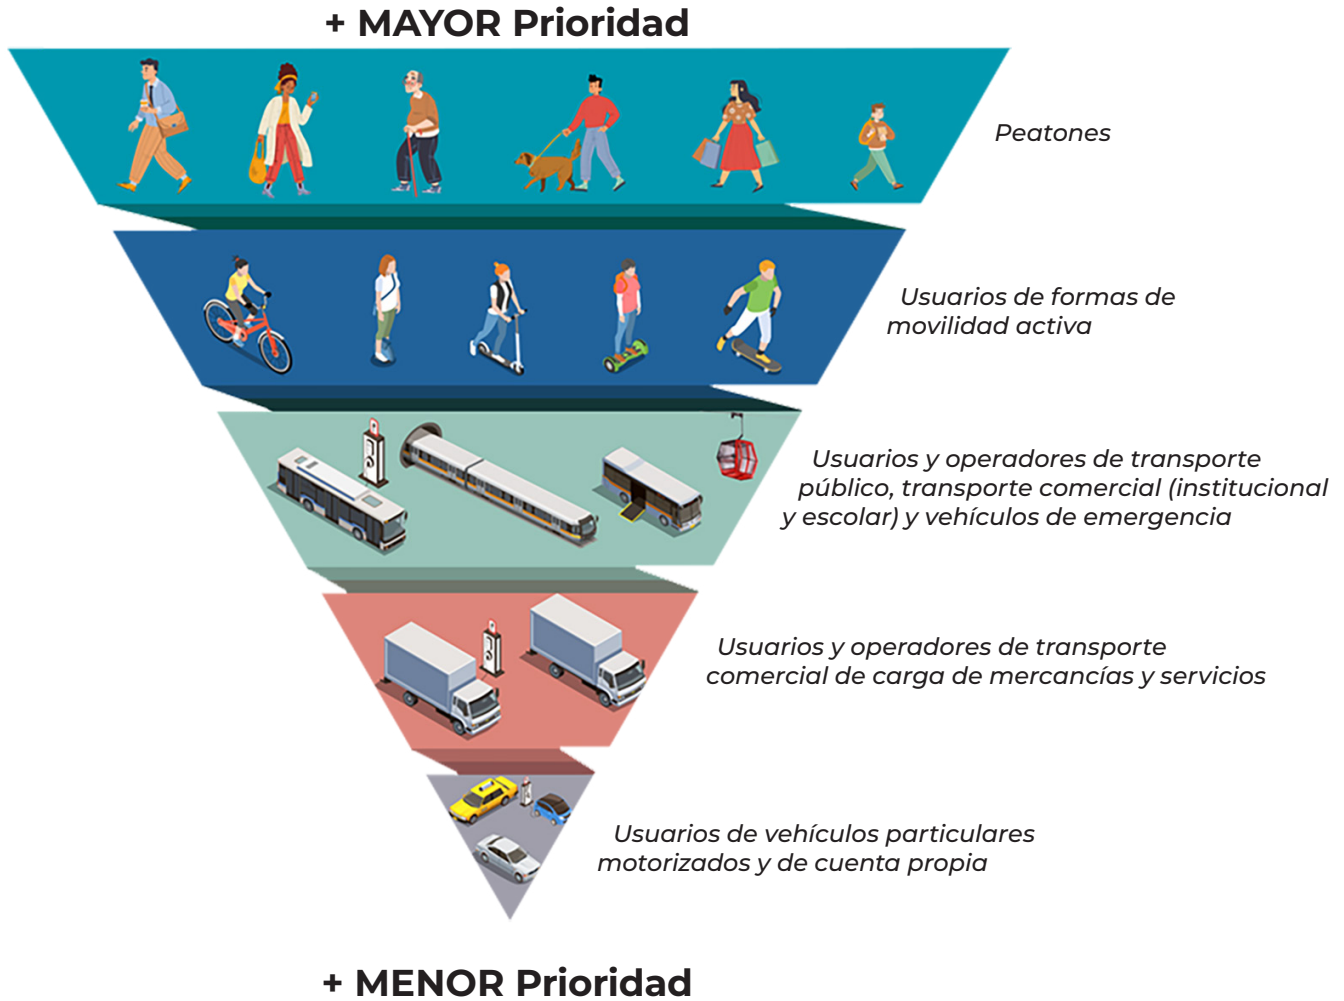 + MAYOR Prioridad
Peatones
Usuarios de formas de
movilidad activa
Usuarios y operadores de transporte
público, transporte comercial (institucional
y escolar) y vehículos de emergencia
Usuarios y operadores de transporte
comercial de carga de mercancías y servicios
Usuarios de vehículos particulares
motorizados y de cuenta propia
+ MENOR Prioridad